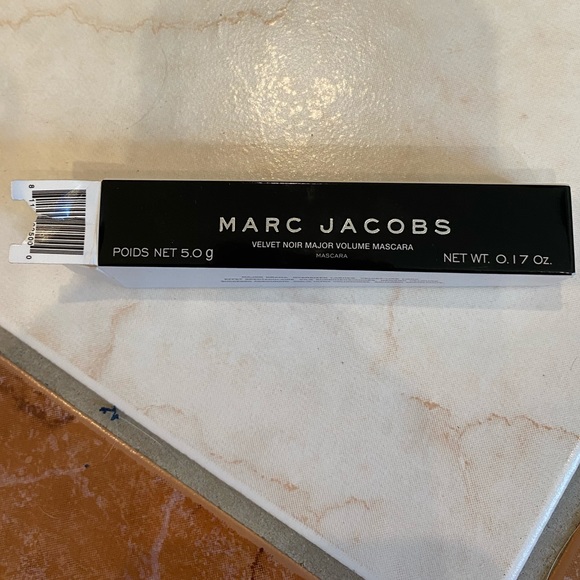 MARC JACOBS
VELVET NOIR MAJOR VOLUME MASCARA
MASCARA
POIDS NET 5.0 g
NET WT. 0.17 Oz.